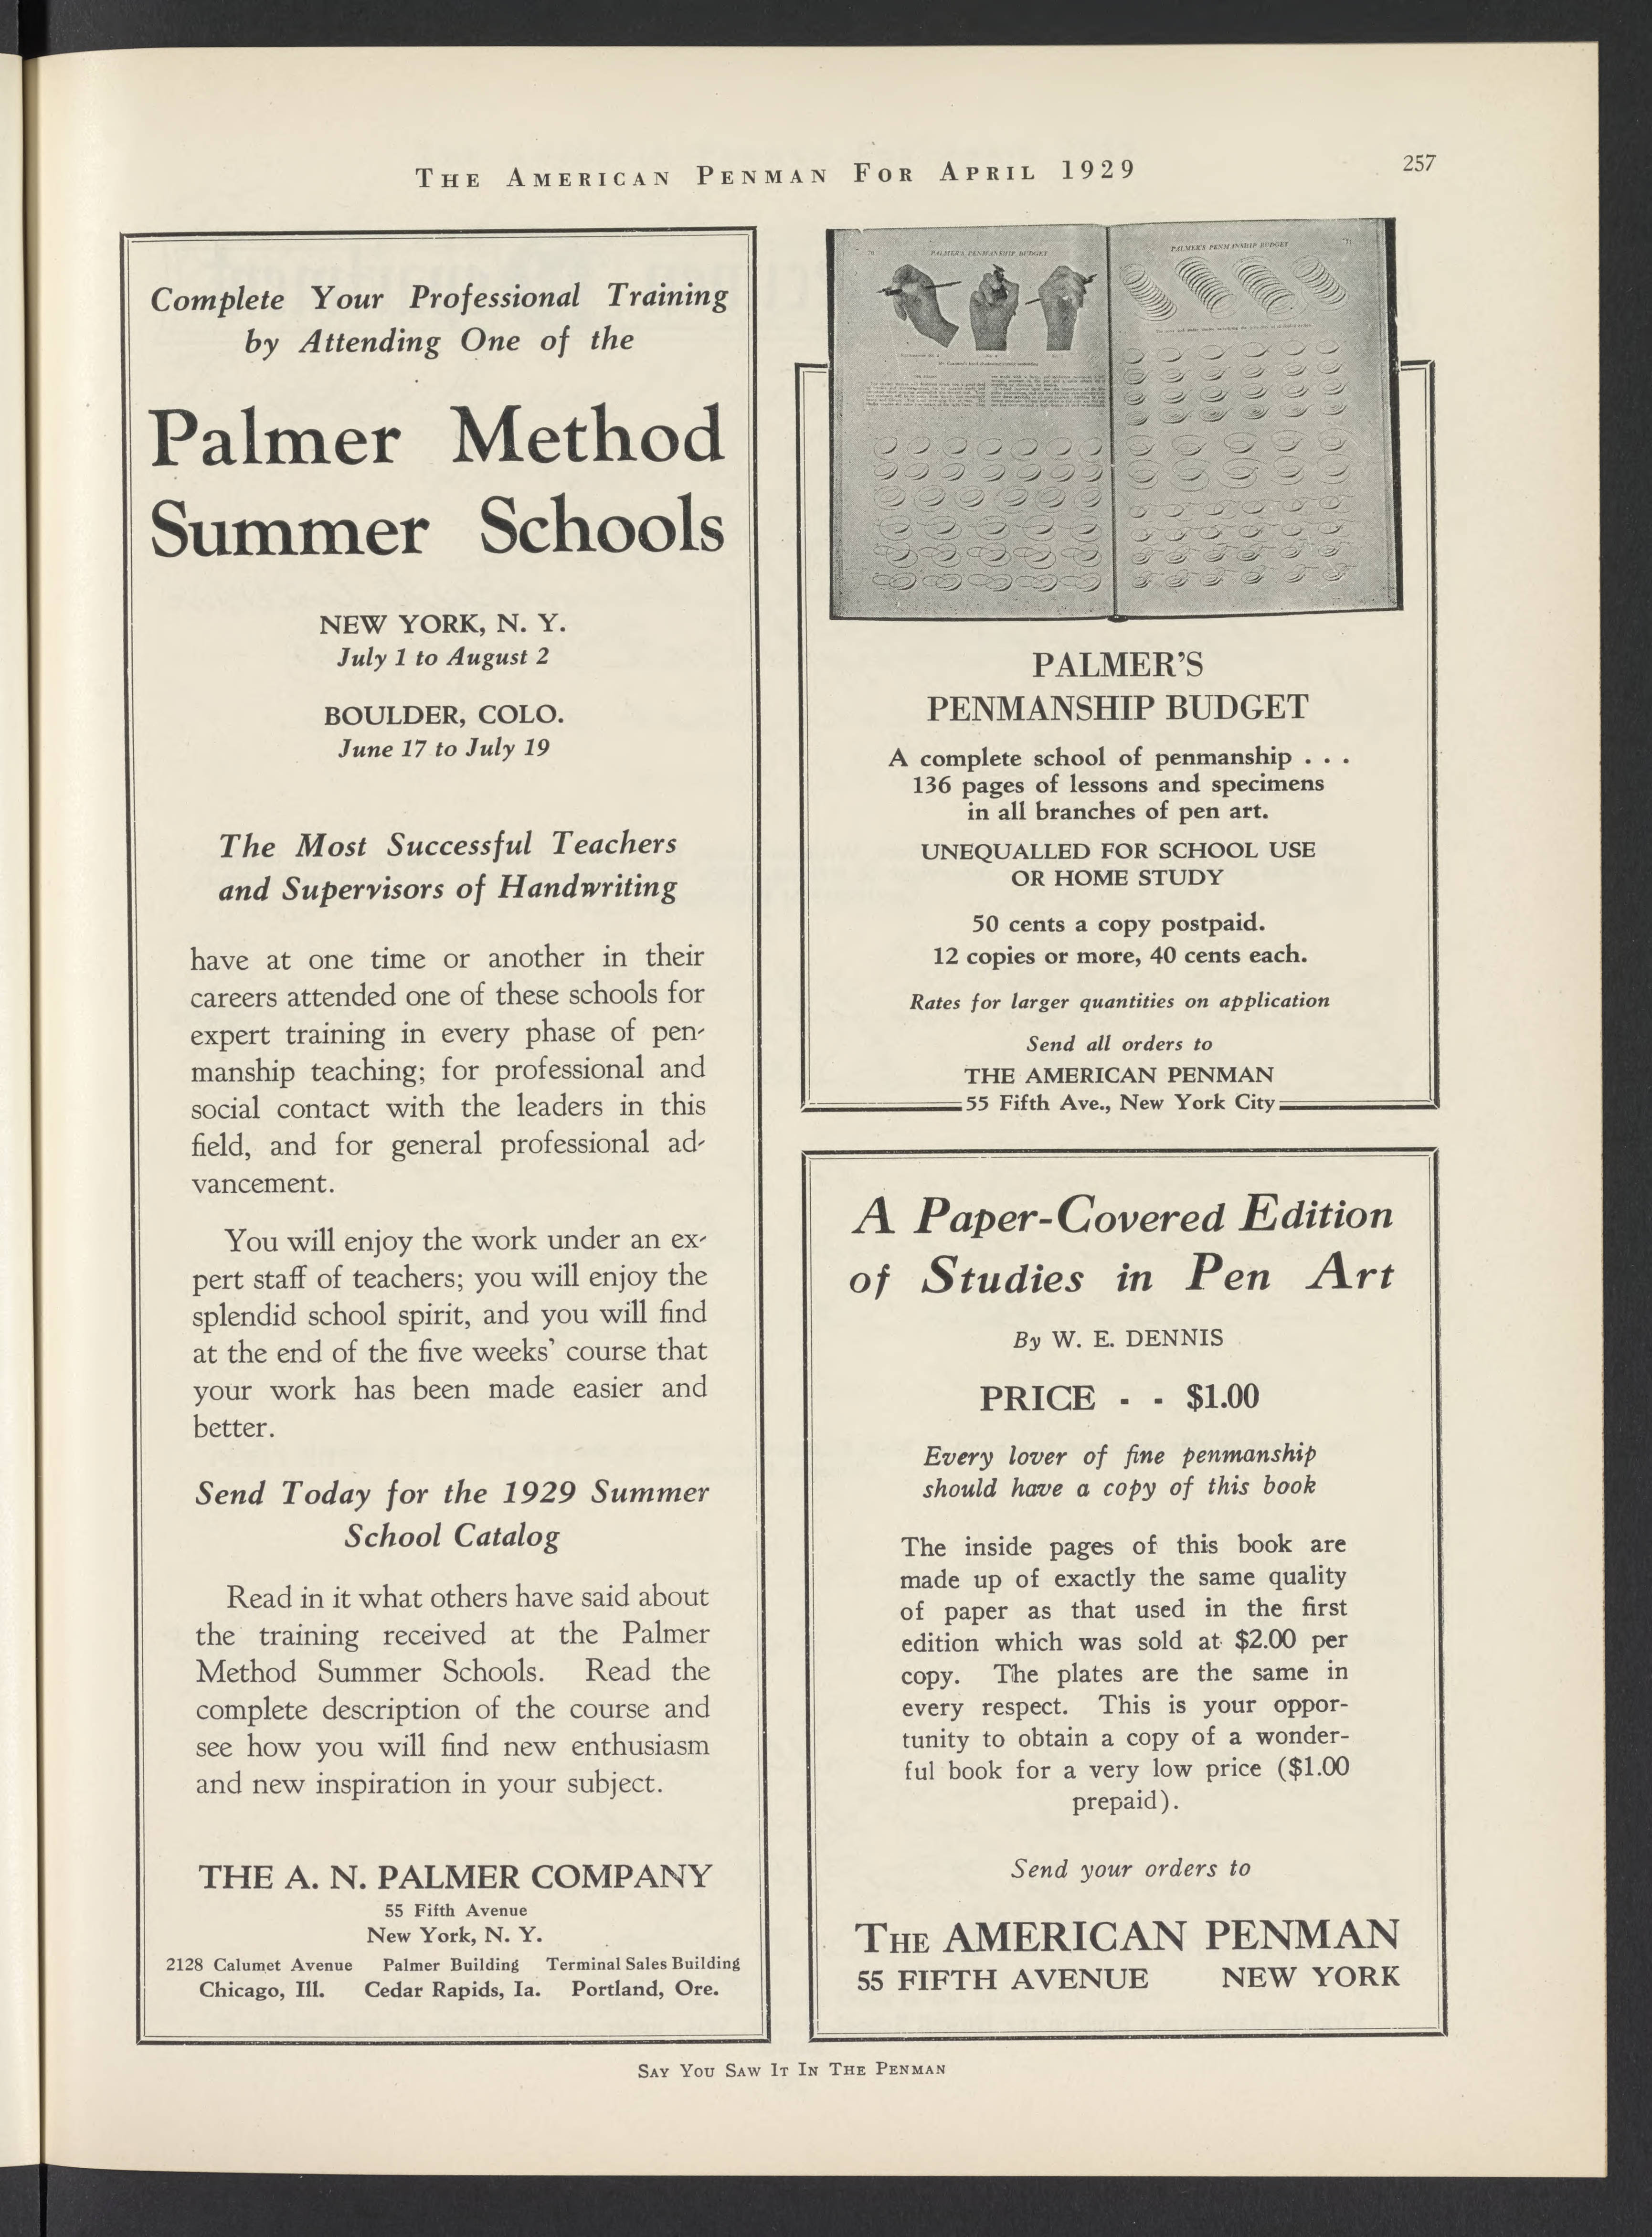 THE AMERICAN PENMAN FOR APRIL 1929
257
Complete Your Professional Training
by Attending One of the
Palmer Method
Summer Schools
NEW YORK, N. Y.
July 1 to August 2
BOULDER, COLO.
June 17 to July 19
The Most Successful Teachers
and Supervisors of Handwriting
have at one time or another in their
careers attended one of these schools for
expert training in every phase of pen-
manship teaching; for professional and
social contact with the leaders in this
field, and for general professional ad-
vancement.
You will enjoy the work under an ex-
pert staff of teachers; you will enjoy the
splendid school spirit, and you will find
at the end of the five weeks' course that
your work has been made easier and
better.
Send Today for the 1929 Summer
School Catalog
Read in it what others have said about
the training received at the Palmer
Method Summer Schools. Read the
complete description of the course and
see how you will find new enthusiasm
and new inspiration in your subject.
THE A. N. PALMER COMPANY
55 Fifth Avenue
New York, N. Y.
2128 Calumet Avenue Palmer Building Terminal Sales Building
Chicago, Ill. Cedar Rapids, Ia. Portland, Ore.
PALMER'S PENMANSHIP BUDGET
PALMER'S PENMANSHIP BUDGET
PALMER'S
PENMANSHIP BUDGET
A complete school of penmanship . . .
136 pages of lessons and specimens
in all branches of pen art.
UNEQUALLED FOR SCHOOL USE
OR HOME STUDY
50 cents a copy postpaid.
12 copies or more, 40 cents each.
Rates for larger quantities on application
Send all orders to
THE AMERICAN PENMAN
55 Fifth Ave., New York City
A Paper-Covered Edition
of Studies in Pen Art
By W. E. DENNIS
PRICE - - $1.00
Every lover of fine penmanship
should have a copy of this book
The inside pages of this book are
made up of exactly the same quality
of paper as that used in the first
edition which was sold at $2.00 per
copy. The plates are the same in
every respect. This is your oppor-
tunity to obtain a copy of a wonder-
ful book for a very low price ($1.00
prepaid).
Send your orders to
THE AMERICAN PENMAN
55 FIFTH AVENUE NEW YORK
SAY YOU SAW IT IN THE PENMAN